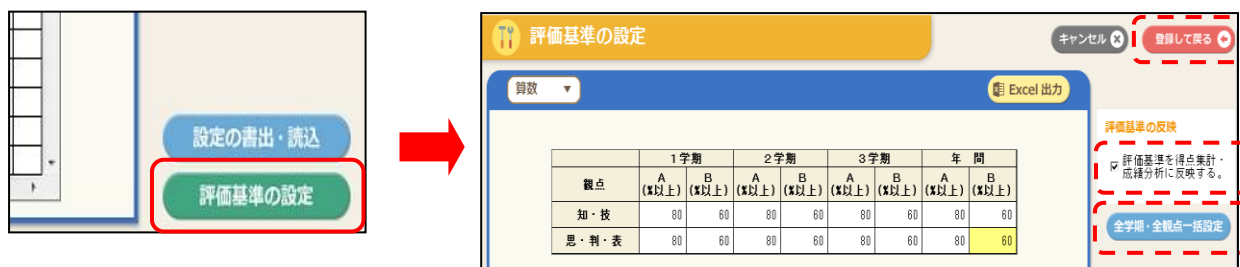 設定の書出・読込
評価基準の設定
評価基準の設定
キャンセル
登録して戻る
算数
Excel 出力
評価基準の反映
評価基準を得点集計・
成績分析に反映する。
全学期・全観点一括設定
観点 1学期 2学期 3学期 年間
A (%以上) B (%以上) A (%以上) B (%以上) A (%以上) B (%以上) A (%以上) B (%以上)
知・技 80 60 80 60 80 60 80 60
思・判・表 80 60 80 60 80 60 80 60